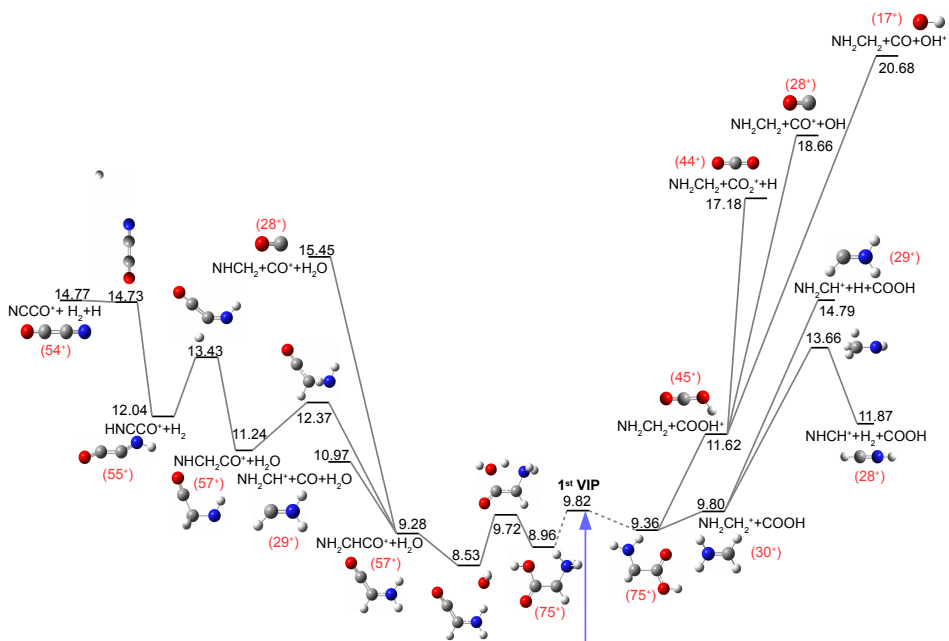 (17⁺)
NH₂CH₂+CO+OH⁺
20.68
(28⁺)
NH₂CH₂+CO⁺+OH
18.66
(44⁺)
NH₂CH₂+CO₂⁺+H
17.18
(28⁺)
15.45
NHCH₂+CO⁺+H₂O
(29⁺)
NH₂CH⁺+H+COOH
14.79
14.77
14.73
NCCO⁺+ H₂+H
(54⁺)
13.43
13.66
12.37
12.04
HNCCO⁺+H₂
(55⁺)
11.24
NHCH₂CO⁺+H₂O
(57⁺)
10.97
NH₂CH⁺+CO+H₂O
(29⁺)
(45⁺)
NH₂CH₂+COOH⁺
11.62
11.87
NHCH⁺+H₂+COOH
(28⁺)
9.28
NH₂CHCO⁺+H₂O
(57⁺)
8.53
9.72
8.96
(75⁺)
1ˢᵗ VIP
9.82
9.36
(75⁺)
9.80
NH₂CH₂⁺+COOH
(30⁺)